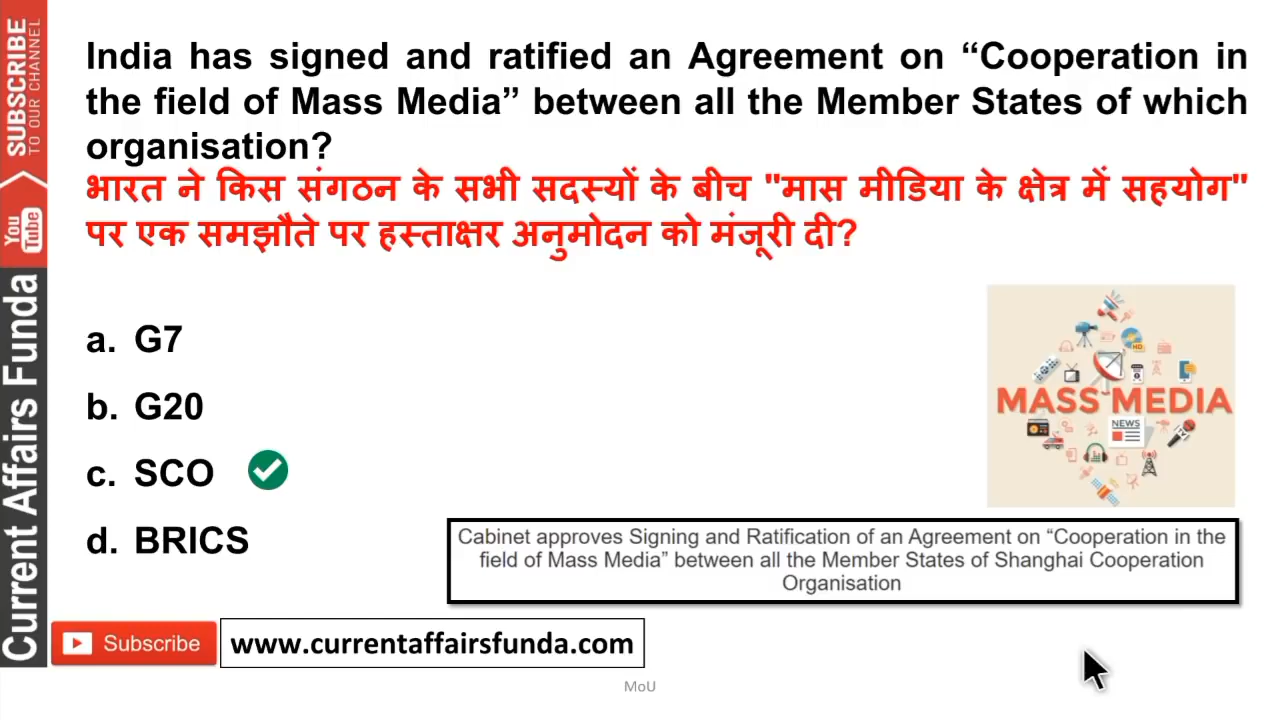 SUBSCRIBE
TO OUR CHANNEL
You
Tube
Current Affairs Funda
India has signed and ratified an Agreement on “Cooperation in
the field of Mass Media” between all the Member States of which
organisation?
भारत ने किस संगठन के सभी सदस्यों के बीच "मास मीडिया के क्षेत्र में सहयोग"
पर एक समझौते पर हस्ताक्षर अनुमोदन को मंजूरी दी?
a. G7
b. G20
c. SCO
d. BRICS
HD
MASS MEDIA
NEWS
Cabinet approves Signing and Ratification of an Agreement on “Cooperation in the
field of Mass Media” between all the Member States of Shanghai Cooperation
Organisation
Subscribe
www.currentaffairsfunda.com
MoU